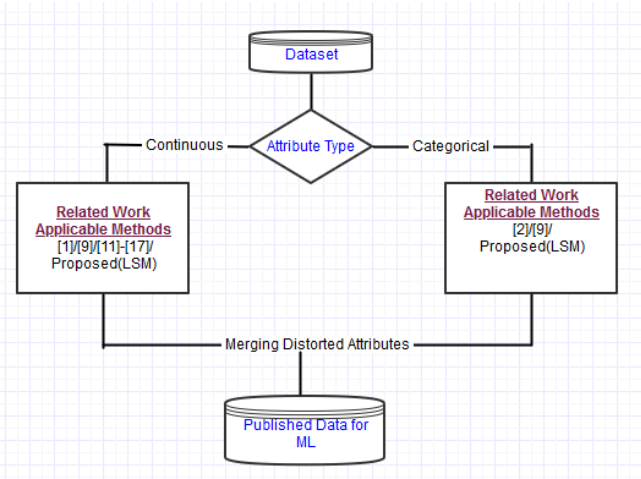 Dataset
Attribute Type
Continuous
Categorical
Related Work
Applicable Methods
[1]/[9]/[11]-[17]/
Proposed(LSM)
Related Work
Applicable Methods
[2]/[9]/
Proposed(LSM)
Merging Distorted Attributes
Published Data for
ML